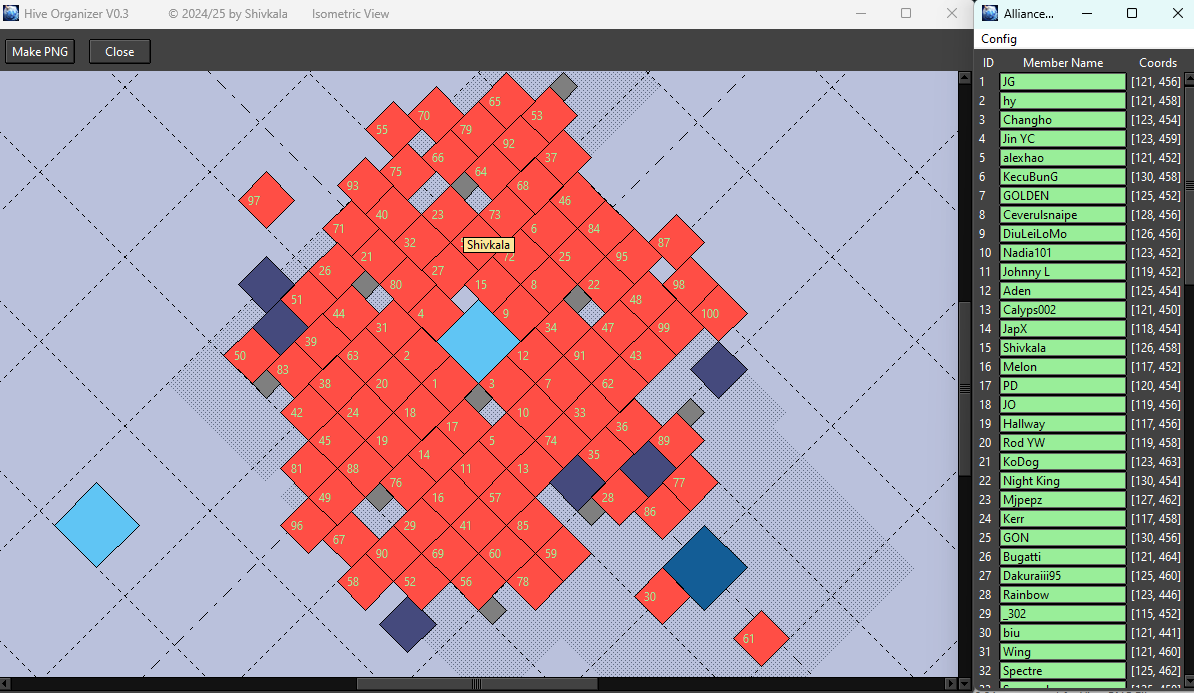 Hive Organizer V0.3 © 2024/25 by Shivkala Isometric View
Make PNG Close
65
70 53
55 79
92
66 37
75 64
93 68
97 46
40 23 73
71 6 84
32 Shivkala 87
21 72 25 95
26 27
80 15 8 22 98
51 48
44 4 9 100
31 34 47 99
39
50 63 2 12 91 43
83
38 20 1 3 7 62
42 24 18 10 33
17 36
45 19 5 74 89
14 35
81 88 11 13
76 77
49 16 57 28
86
96 29 41 85
67
90 69 60 59
58 52 56 78
30
61
Alliance...
Config
ID Member Name Coords
1 JG [121, 456]
2 hy [121, 458]
3 Changho [123, 454]
4 Jin YC [123, 459]
5 alexhao [121, 452]
6 KecuBunG [130, 458]
7 GOLDEN [125, 452]
8 Ceverulsnaipe [128, 456]
9 DiuLeiLoMo [126, 456]
10 Nadia101 [123, 452]
11 Johnny L [119, 452]
12 Aden [125, 454]
13 Calyps002 [121, 450]
14 JapX [118, 454]
15 Shivkala [126, 458]
16 Melon [117, 452]
17 PD [120, 454]
18 JO [119, 456]
19 Hallway [117, 456]
20 Rod YW [119, 458]
21 KoDog [123, 463]
22 Night King [130, 454]
23 Mjpepz [127, 462]
24 Kerr [117, 458]
25 GON [130, 456]
26 Bugatti [121, 464]
27 Dakuraiii95 [125, 460]
28 Rainbow [123, 446]
29 _302 [115, 452]
30 biu [121, 441]
31 Wing [121, 460]
32 Spectre [125, 462]